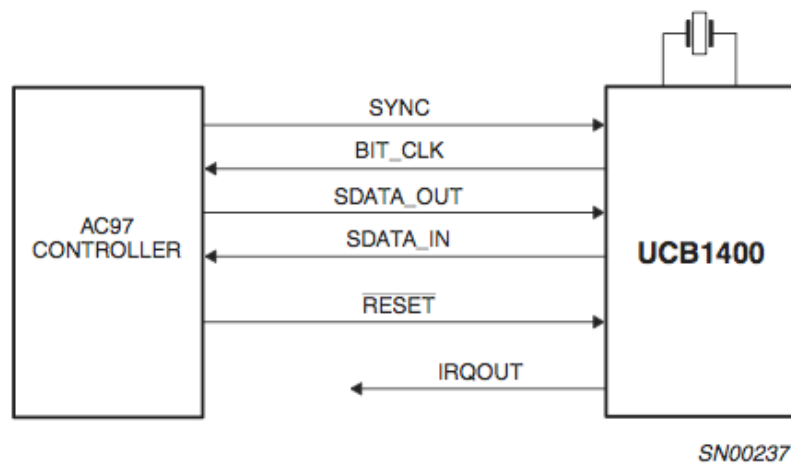 SYNC
BIT_CLK
SDATA_OUT
AC97
CONTROLLER
SDATA_IN
UCB1400
RESET
IRQOUT
SN00237